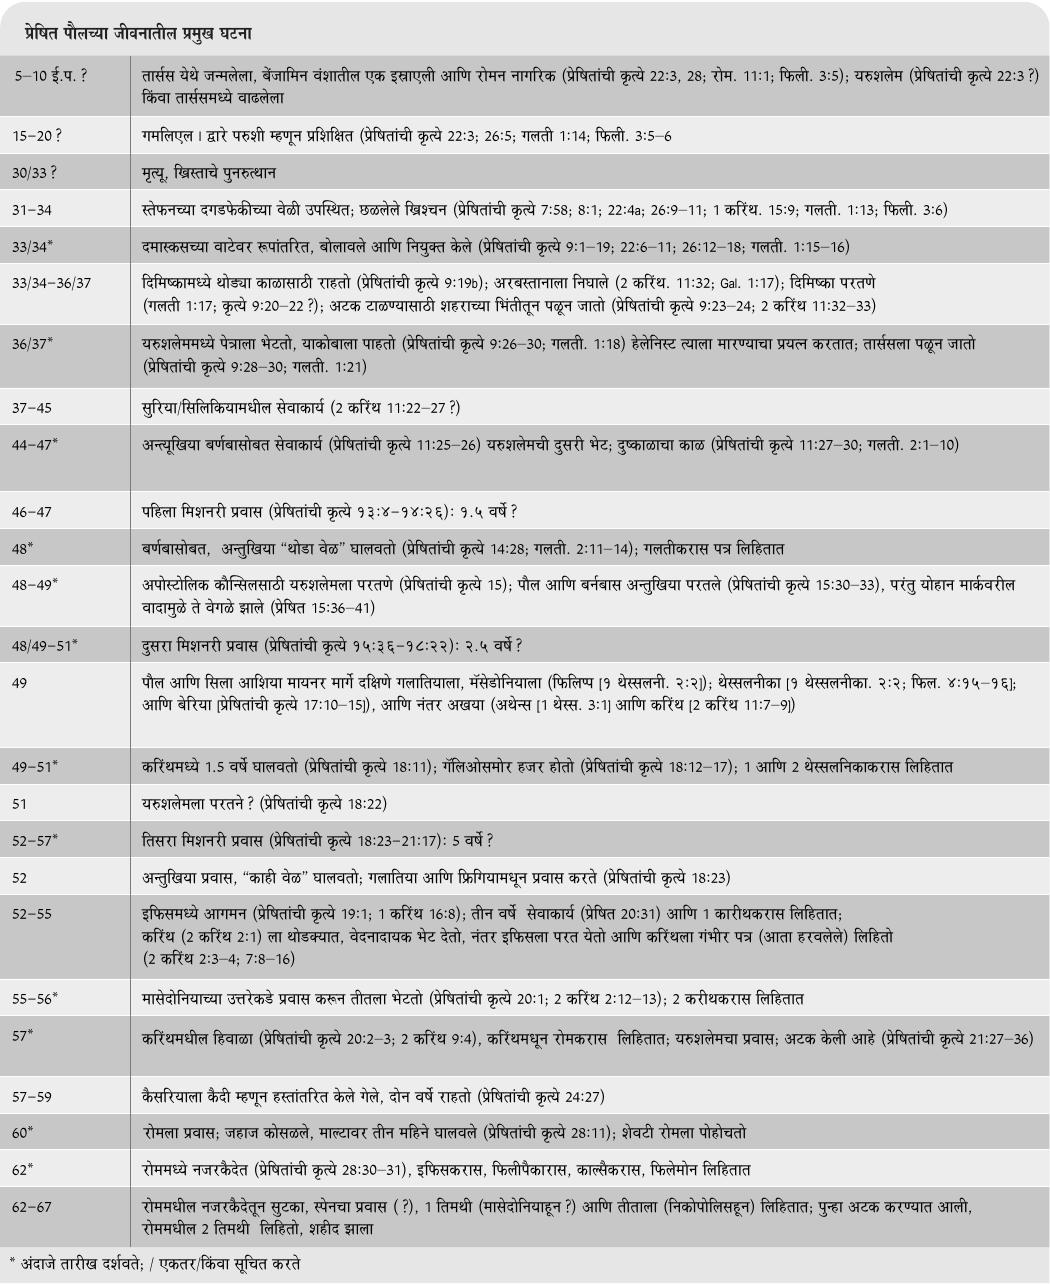 प्रेषित पौलच्या जीवनातील प्रमुख घटना
5–10 ई.प. ? तार्सस येथे जन्मलेला, बेंजामिन वंशातील एक इस्राएली आणि रोमन नागरिक (प्रेषितांची कृत्ये 22:3, 28; रोम. 11:1; फिली. 3:5); यरुशलेम (प्रेषितांची कृत्ये 22:3 ?)
किंवा तार्ससमध्ये वाढलेला
15–20 ? गमलिएल । द्वारे परुशी म्हणून प्रशिक्षित (प्रेषितांची कृत्ये 22:3; 26:5; गलती 1:14; फिली. 3:5–6
30/33 ? मृत्यू, ख्रिस्ताचे पुनरुत्थान
31–34 स्तेफनच्या दगडफेकीच्या वेळी उपस्थित; छळलेले ख्रिश्चन (प्रेषितांची कृत्ये 7:58; 8:1; 22:4a; 26:9–11; 1 करिंथ. 15:9; गलती. 1:13; फिली. 3:6)
33/34* दमास्कसच्या वाटेवर रूपांतरित, बोलावले आणि नियुक्त केले (प्रेषितांची कृत्ये 9:1–19; 22:6–11; 26:12–18; गलती. 1:15–16)
33/34–36/37 दिमिष्कामध्ये थोड्या काळासाठी राहतो (प्रेषितांची कृत्ये 9:19b); अरबस्तानाला निघाले (2 करिंथ. 11:32; Gal. 1:17); दिमिष्का परतणे
(गलती 1:17; कृत्ये 9:20–22 ?); अटक टाळण्यासाठी शहराच्या भिंतीतून पळून जातो (प्रेषितांची कृत्ये 9:23–24; 2 करिंथ 11:32–33)
36/37* यरुशलेममध्ये पेत्राला भेटतो, याकोबाला पाहतो (प्रेषितांची कृत्ये 9:26–30; गलती. 1:18) हेलेनिस्ट त्याला मारण्याचा प्रयत्न करतात; तार्ससला पळून जातो
(प्रेषितांची कृत्ये 9:28–30; गलती. 1:21)
37–45 सुरिया/सिलिकियामधील सेवाकार्य (2 करिंथ 11:22–27 ?)
44–47* अन्त्यूखिया बर्णबासोबत सेवाकार्य (प्रेषितांची कृत्ये 11:25–26) यरुशलेमची दुसरी भेट; दुष्काळाचा काळ (प्रेषितांची कृत्ये 11:27–30; गलती. 2:1–10)
46–47 पहिला मिशनरी प्रवास (प्रेषितांची कृत्ये १३:४–१४:२६): १.५ वर्षे ?
48* बर्णबासोबत, अन्तुखिया “थोडा वेळ” घालवतो (प्रेषितांची कृत्ये 14:28; गलती. 2:11–14); गलतीकरास पत्र लिहितात
48–49* अपोस्टोलिक कौन्सिलसाठी यरुशलेमला परतणे (प्रेषितांची कृत्ये 15); पौल आणि बर्नबास अन्तुखिया परतले (प्रेषितांची कृत्ये 15:30–33), परंतु योहान मार्कवरील
वादामुळे ते वेगळे झाले (प्रेषित 15:36–41)
48/49–51* दुसरा मिशनरी प्रवास (प्रेषितांची कृत्ये १५:३६–१८:२२): २.५ वर्षे ?
49 पौल आणि सिला आशिया मायनर मार्गे दक्षिणे गलातियाला, मॅसेडोनियाला (फिलिप्प [१ थेस्सलनी. २:२]); थेस्सलनीका [१ थेस्सलनीका. २:२; फिल. ४:१५–१६];
आणि बेरिया [प्रेषितांची कृत्ये 17:10–15]), आणि नंतर अखया (अथेन्स [1 थेस्स. 3:1] आणि करिंथ [2 करिंथ 11:7–9])
49–51* करिंथमध्ये 1.5 वर्षे घालवतो (प्रेषितांची कृत्ये 18:11); गॅलिओसमोर हजर होतो (प्रेषितांची कृत्ये 18:12–17); 1 आणि 2 थेस्सलनिकाकरास लिहितात
51 यरुशलेमला परतने ? (प्रेषितांची कृत्ये 18:22)
52–57* तिसरा मिशनरी प्रवास (प्रेषितांची कृत्ये 18:23–21:17): 5 वर्षे ?
52 अन्तुखिया प्रवास, “काही वेळ” घालवतो; गलातिया आणि फ्रिगियामधून प्रवास करते (प्रेषितांची कृत्ये 18:23)
52–55 इफिसमध्ये आगमन (प्रेषितांची कृत्ये 19:1; 1 करिंथ 16:8); तीन वर्षे सेवाकार्य (प्रेषित 20:31) आणि 1 कारीथकरास लिहितात;
करिंथ (2 करिंथ 2:1) ला थोडक्यात, वेदनादायक भेट देतो, नंतर इफिसला परत येतो आणि करिंथला गंभीर पत्र (आता हरवलेले) लिहितो
(2 करिंथ 2:3–4; 7:8–16)
55–56* मासेदोनियाच्या उत्तरेकडे प्रवास करून तीतला भेटतो (प्रेषितांची कृत्ये 20:1; 2 करिंथ 2:12–13); 2 करीथकरास लिहितात
57* करिंथमधील हिवाळा (प्रेषितांची कृत्ये 20:2–3; 2 करिंथ 9:4), करिंथमधून रोमकरास लिहितात; यरुशलेमचा प्रवास; अटक केली आहे (प्रेषितांची कृत्ये 21:27–36)
57–59 कैसरियाला कैदी म्हणून हस्तांतरित केले गेले, दोन वर्षे राहतो (प्रेषितांची कृत्ये 24:27)
60* रोमला प्रवास; जहाज कोसळले, माल्टावर तीन महिने घालवले (प्रेषितांची कृत्ये 28:11); शेवटी रोमला पोहोचतो
62* रोममध्ये नजरकैदेत (प्रेषितांची कृत्ये 28:30–31), इफिसकरास, फिलीपैकारास, काल्सैकरास, फिलेमोन लिहितात
62–67 रोममधील नजरकैदेतून सुटका, स्पेनचा प्रवास (?), 1 तिमथी (मासेदोनियाहून ?) आणि तीताला (निकोपोलिसहून) लिहितात; पुन्हा अटक करण्यात आली,
रोममधील 2 तिमथी लिहितो, शहीद झाला
* अंदाजे तारीख दर्शवते; / एकतर/किंवा सूचित करते